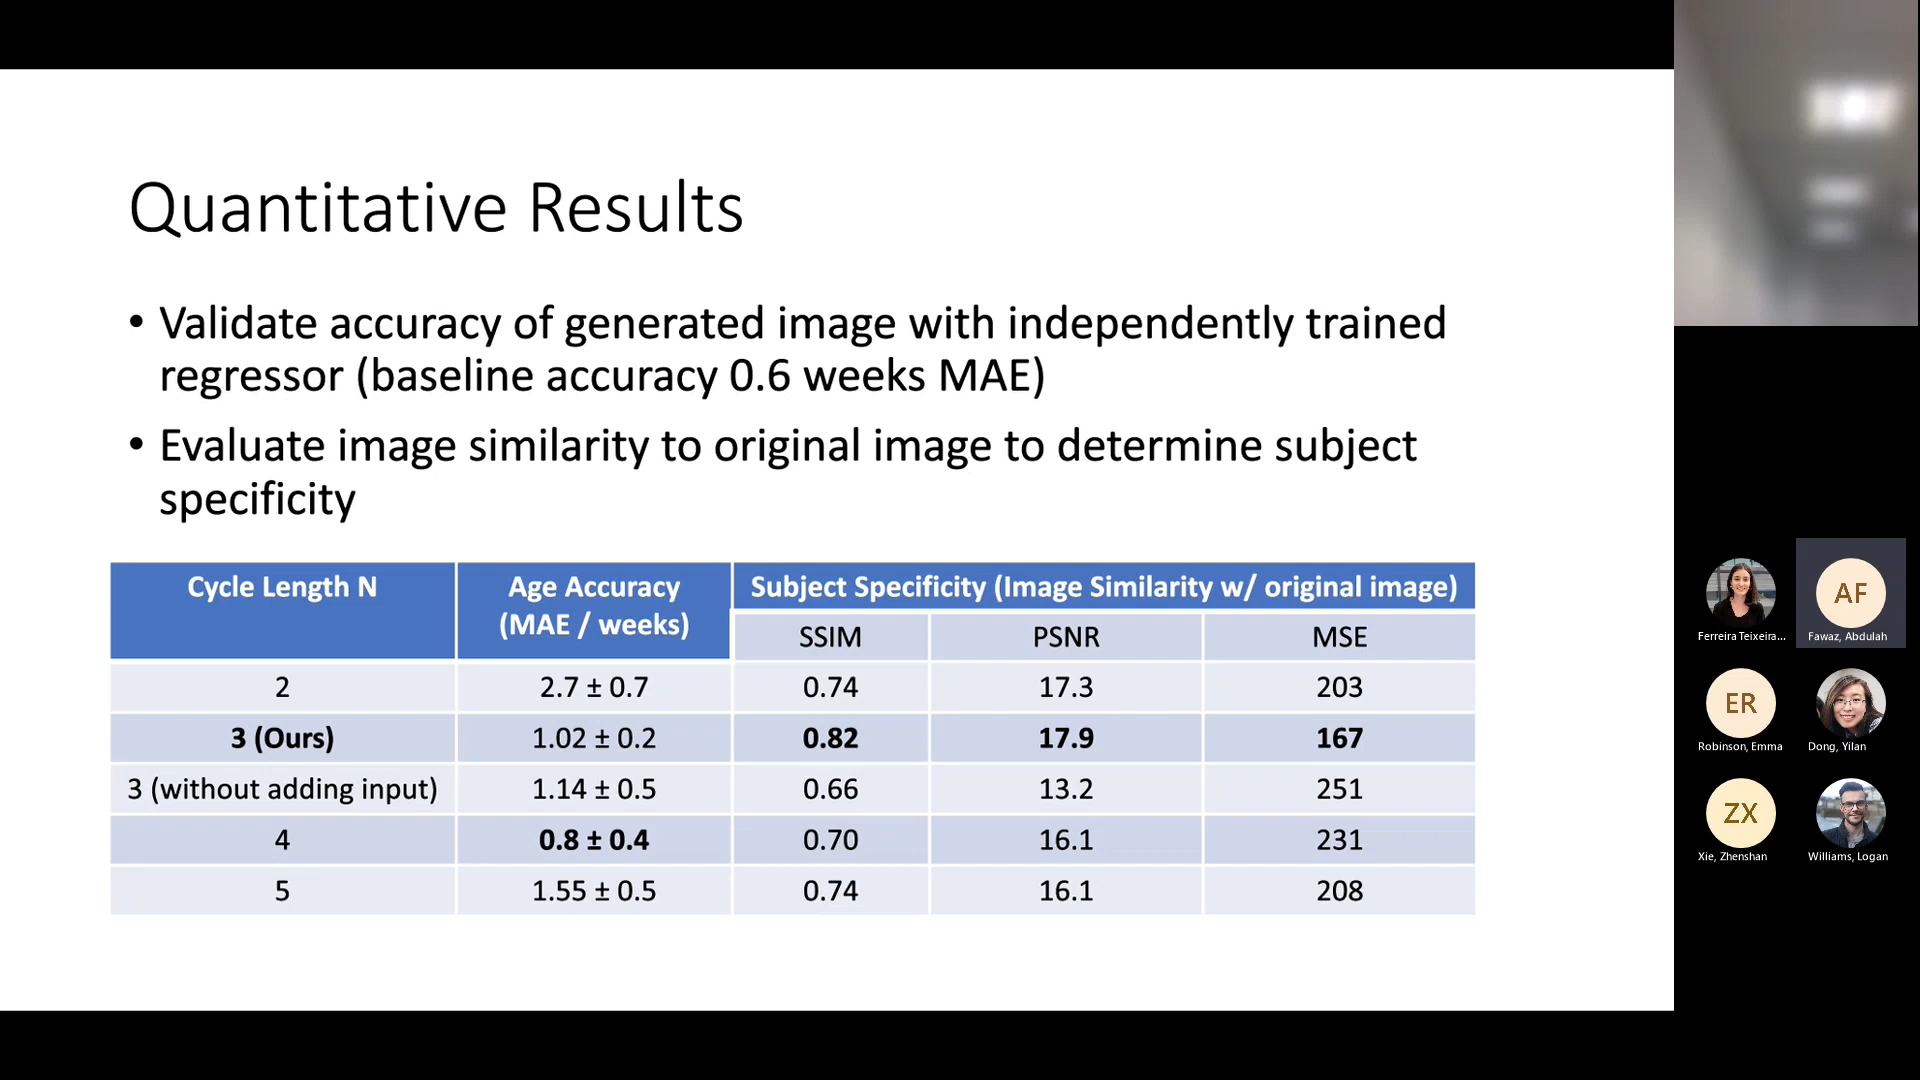 Quantitative Results
• Validate accuracy of generated image with independently trained
regressor (baseline accuracy 0.6 weeks MAE)
• Evaluate image similarity to original image to determine subject
specificity
Cycle Length N Age Accuracy (MAE / weeks) Subject Specificity (Image Similarity w/ original image)
SSIM PSNR MSE
2 2.7 ± 0.7 0.74 17.3 203
3 (Ours) 1.02 ± 0.2 0.82 17.9 167
3 (without adding input) 1.14 ± 0.5 0.66 13.2 251
4 0.8 ± 0.4 0.70 16.1 231
5 1.55 ± 0.5 0.74 16.1 208
AF
Ferreira Teixeira... Fawaz, Abdulah
ER
Robinson, Emma Dong, Yilan
ZX
Xie, Zhenshan Williams, Logan